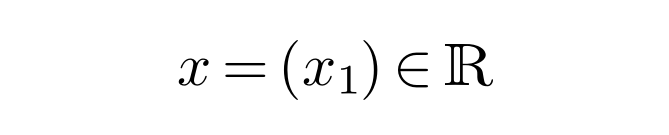 x = (x₁) ∈ ℝ